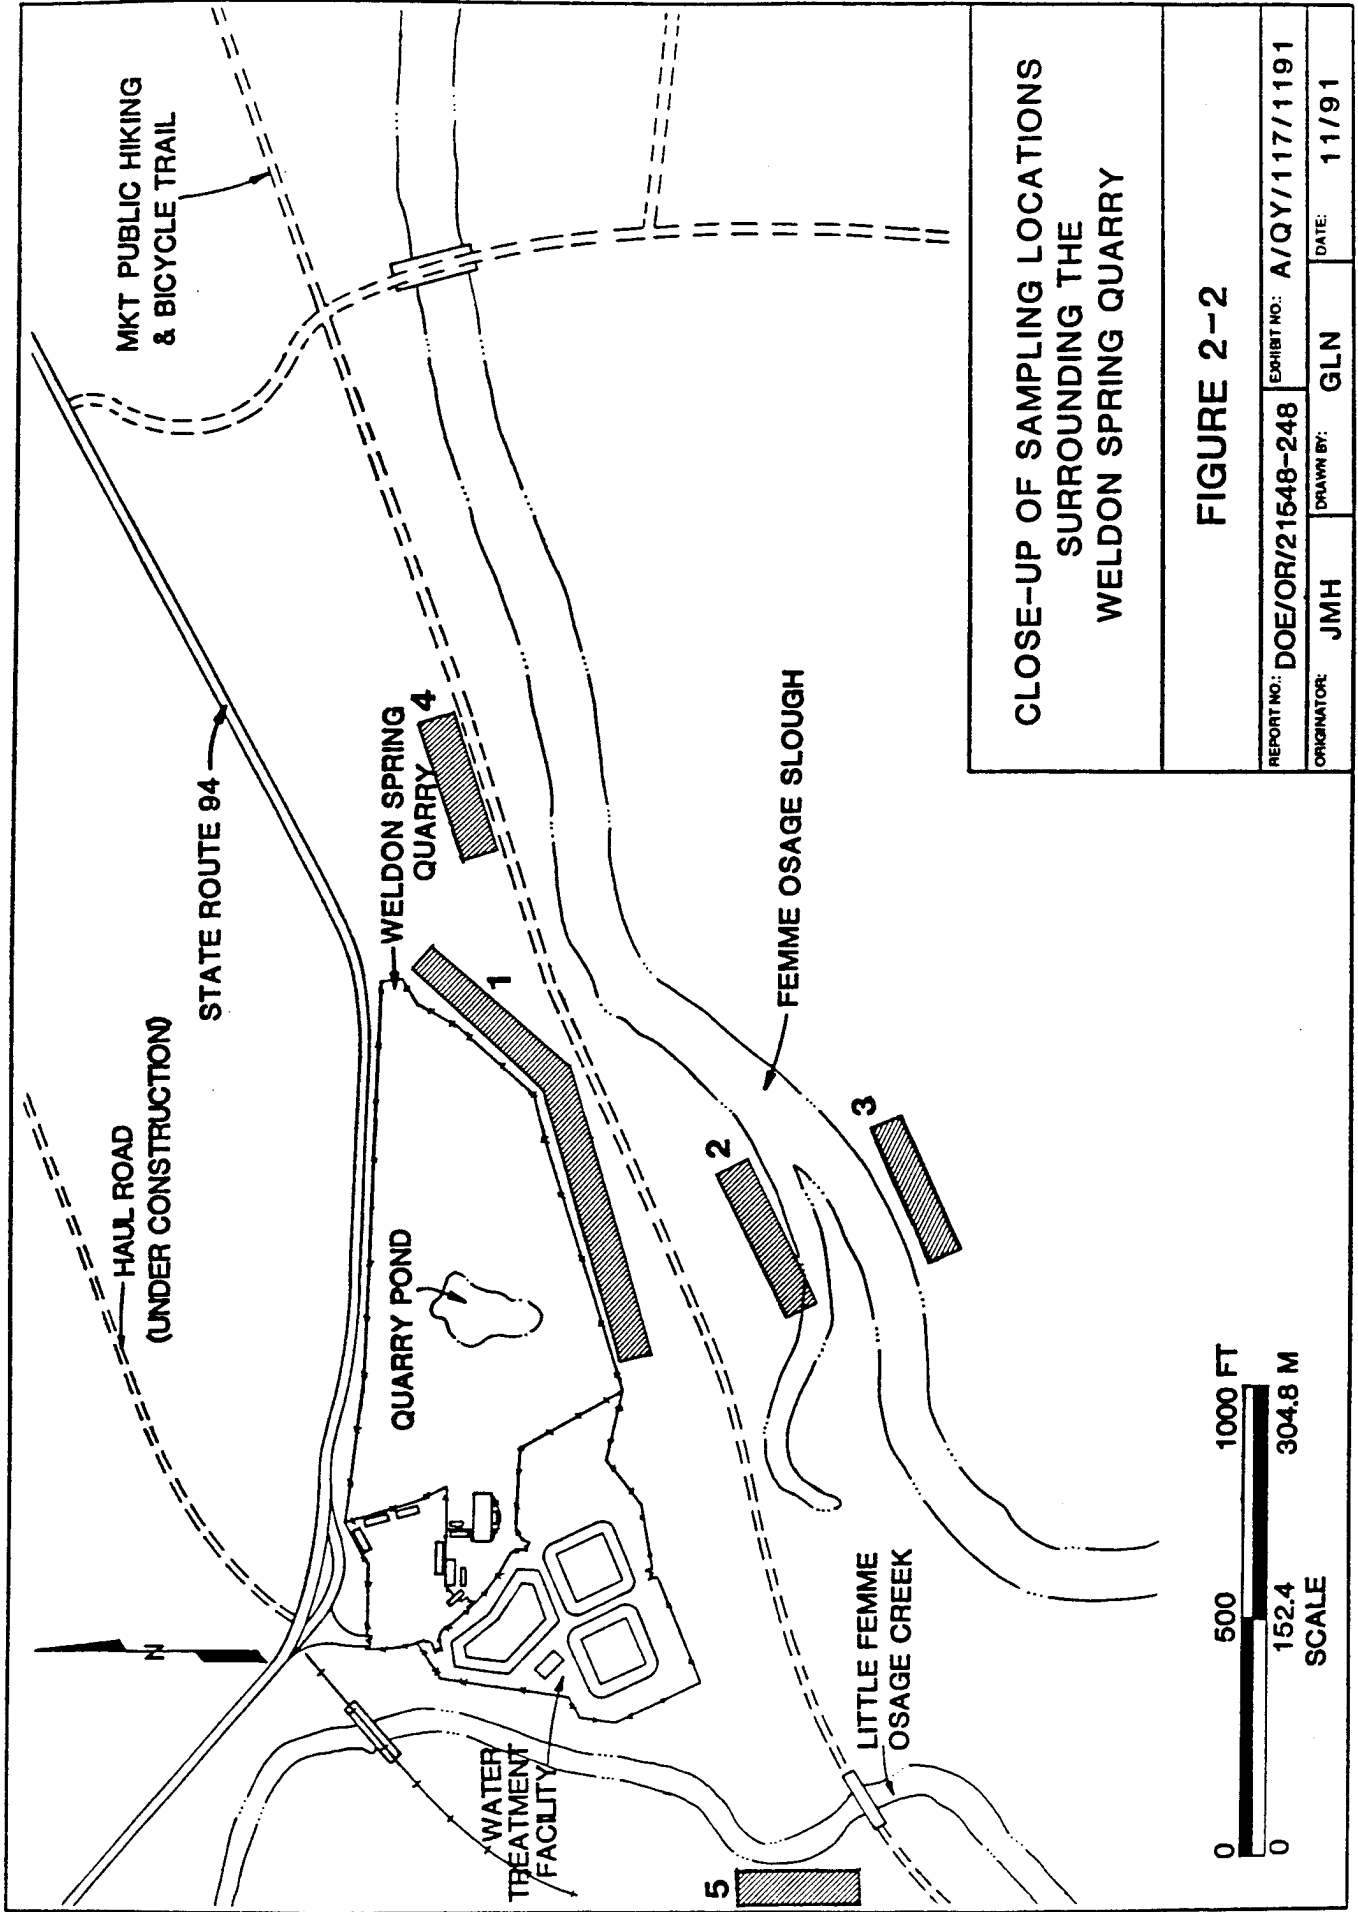 MKT PUBLIC HIKING
& BICYCLE TRAIL
STATE ROUTE 94
HAUL ROAD
(UNDER CONSTRUCTION)
WELDON SPRING
QUARRY
4
1
QUARRY POND
N
WATER
TREATMENT
FACILITY
2
3
5
FEMME OSAGE SLOUGH
LITTLE FEMME
OSAGE CREEK
0 500 1000 FT
0 152.4 304.8 M
SCALE
CLOSE-UP OF SAMPLING LOCATIONS
SURROUNDING THE
WELDON SPRING QUARRY
FIGURE 2-2
REPORT NO.: DOE/OR/21548-248 EXHIBIT NO.: A/QY/117/1191
ORIGINATOR: JMH DRAWN BY: GLN DATE: 11/91